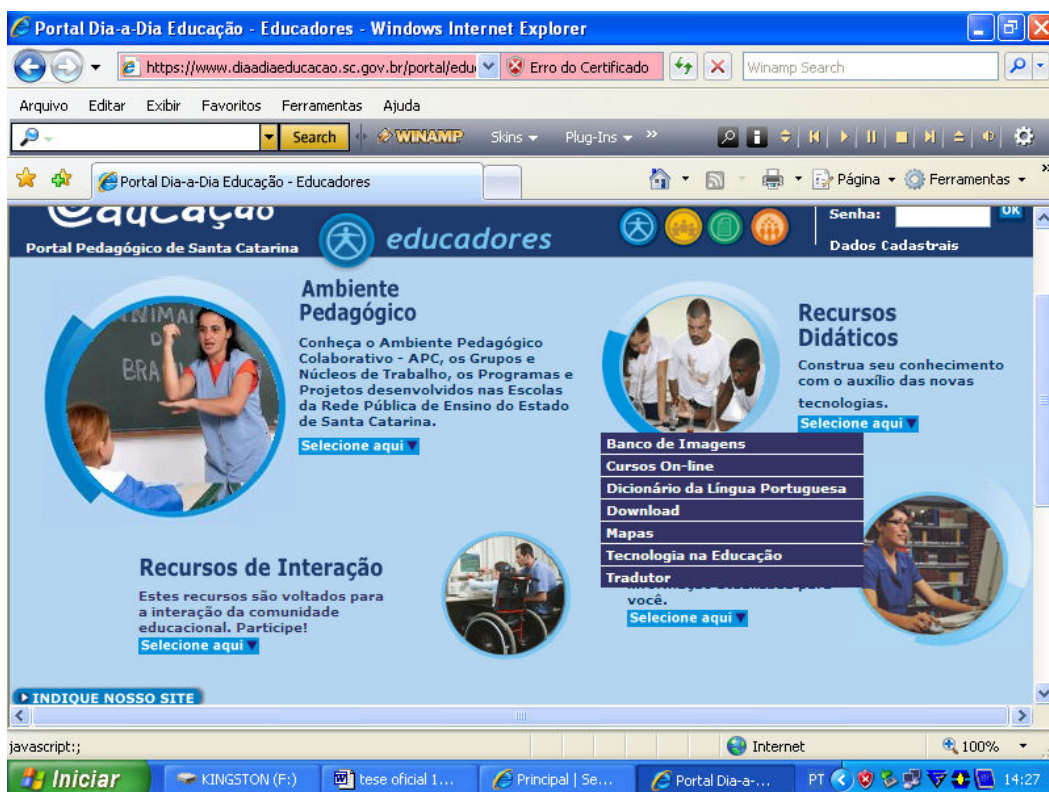 Portal Dia-a-Dia Educação - Educadores - Windows Internet Explorer
https://www.diaadiaeducacao.sc.gov.br/portal/edu
Erro do Certificado
Winamp Search
Arquivo Editar Exibir Favoritos Ferramentas Ajuda
Search WINAMP Skins Plug-Ins »
Portal Dia-a-Dia Educação - Educadores
Página Ferramentas »
educação
Portal Pedagógico de Santa Catarina
educadores
Senha: OK
Dados Cadastrais
ANIMAI
D
BRA
Ambiente
Pedagógico
Conheça o Ambiente Pedagógico
Colaborativo - APC, os Grupos e
Núcleos de Trabalho, os Programas e
Projetos desenvolvidos nas Escolas
da Rede Pública de Ensino do Estado
de Santa Catarina.
Selecione aqui
Recursos
Didáticos
Construa seu conhecimento
com o auxílio das novas
tecnologias.
Selecione aqui
Banco de Imagens
Cursos On-line
Dicionário da Língua Portuguesa
Download
Mapas
Tecnologia na Educação
Tradutor
você.
Selecione aqui
Recursos de Interação
Estes recursos são voltados para
a interação da comunidade
educacional. Participe!
Selecione aqui
INDIQUE NOSSO SITE
javascript:;
Internet
100%
Iniciar
KINGSTON (F:)
tese oficial 1...
Principal | Se...
Portal Dia-a-...
PT
14:27